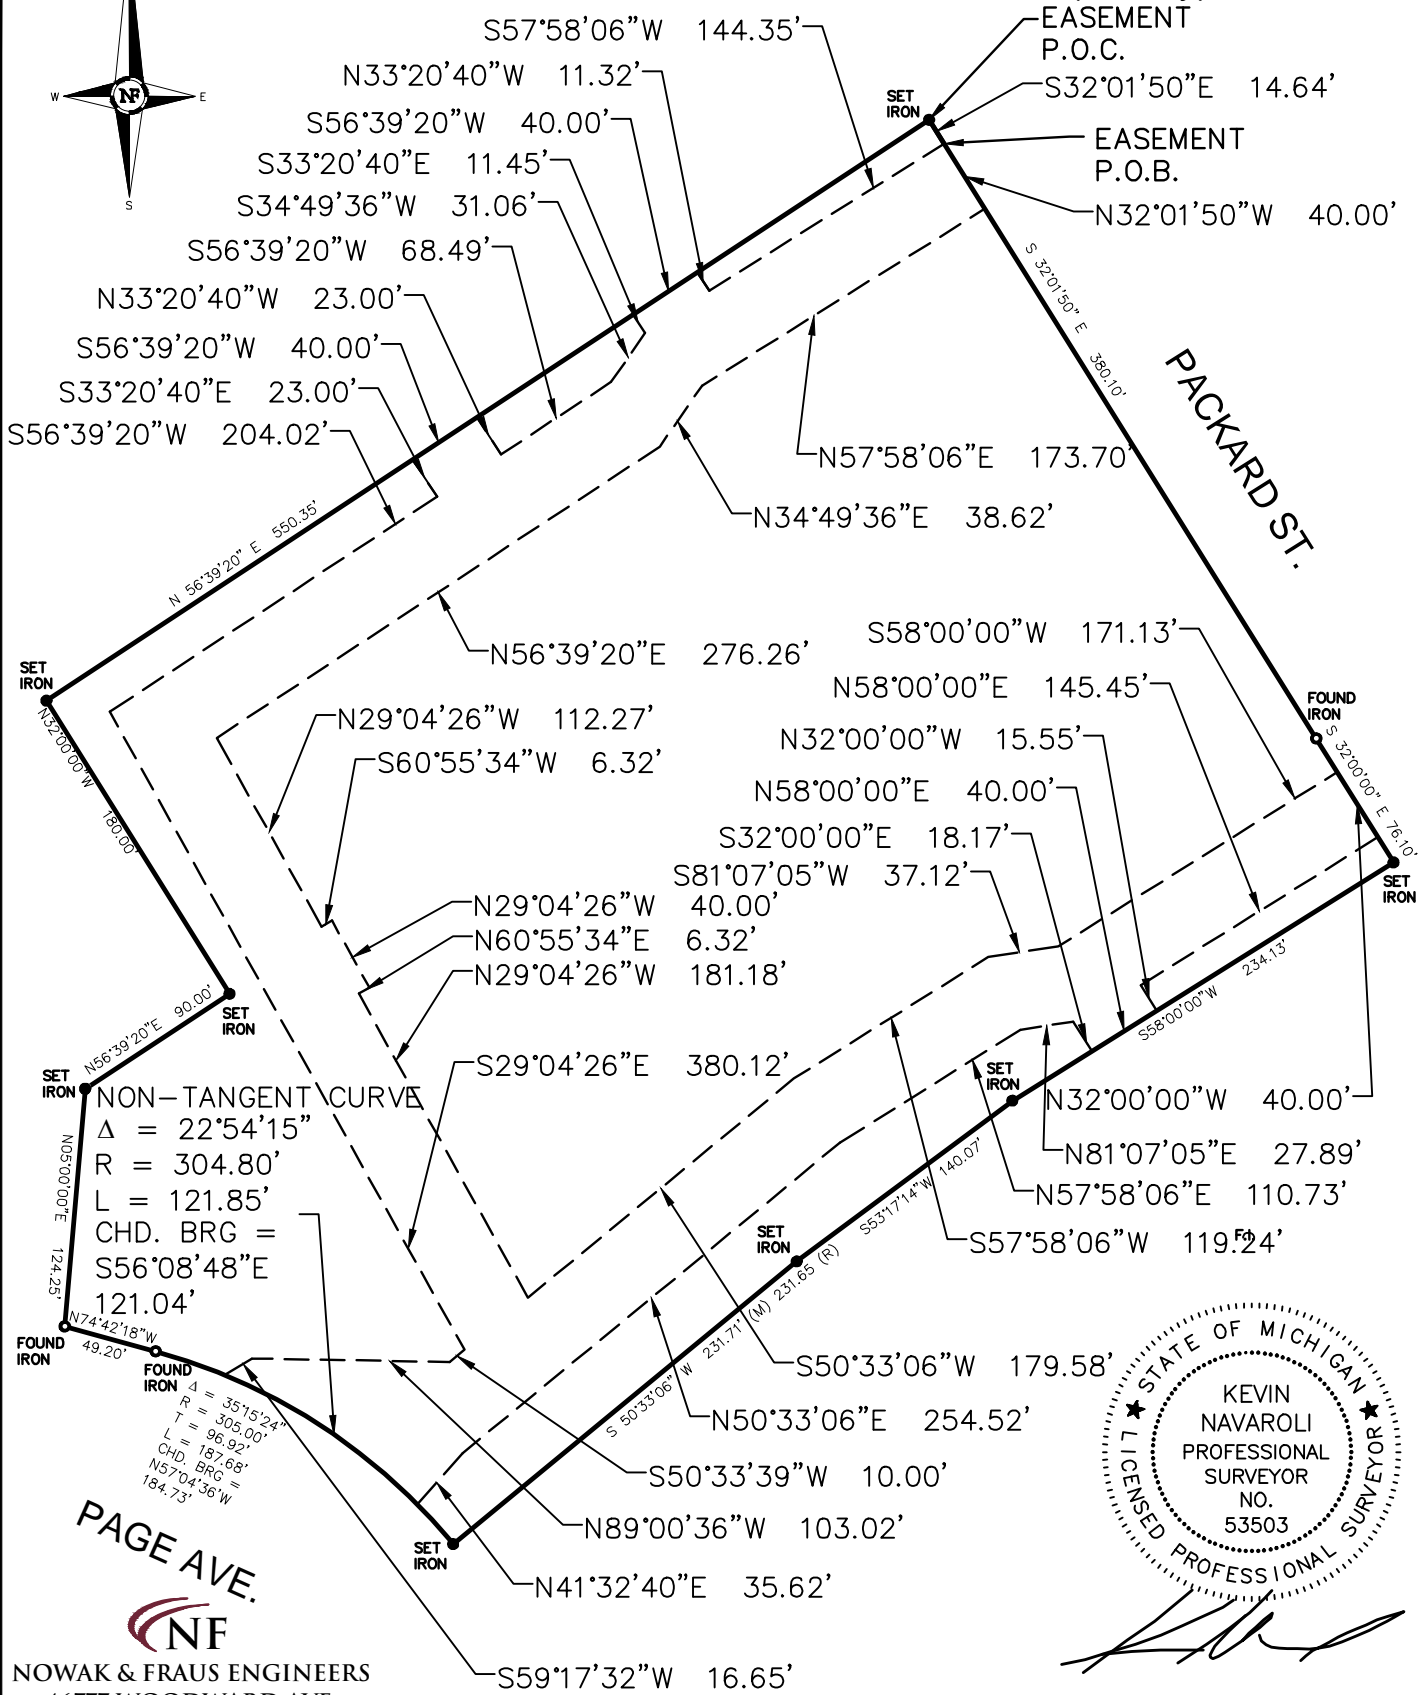 S57°58'06"W 144.35'
EASEMENT
P.O.C.
N33°20'40"W 11.32'
S32°01'50"E 14.64'
W
NF
E
S
SET
IRON
S56°39'20"W 40.00'
EASEMENT
P.O.B.
S33°20'40"E 11.45'
S34°49'36"W 31.06'
N32°01'50"W 40.00'
S56°39'20"W 68.49'
N33°20'40"W 23.00'
S 32°01'50" E 380.10'
S56°39'20"W 40.00'
S33°20'40"E 23.00'
S56°39'20"W 204.02'
PACKARD ST.
N57°58'06"E 173.70'
N34°49'36"E 38.62'
N 56°39'20" E 550.35'
N56°39'20"E 276.26'
S58°00'00"W 171.13'
SET
IRON
N58°00'00"E 145.45'
FOUND
IRON
N32°00'00"W 180.00'
N29°04'26"W 112.27'
N32°00'00"W 15.55'
S 32°00'00" E 76.10'
S60°55'34"W 6.32'
N58°00'00"E 40.00'
S32°00'00"E 18.17'
S81°07'05"W 37.12'
SET
IRON
N29°04'26"W 40.00'
N60°55'34"E 6.32'
N29°04'26"W 181.18'
S58°00'00"W 234.13'
SET
IRON
N56°39'20"E 90.00'
S29°04'26"E 380.12'
SET
IRON
SET
IRON
N32°00'00"W 40.00'
NON-TANGENT CURVE
Δ = 22°54'15"
R = 304.80'
L = 121.85'
CHD. BRG =
S56°08'48"E
121.04'
N05°00'00"E 124.25'
S53°17'14"W 140.07'
N81°07'05"E 27.89'
N57°58'06"E 110.73'
S57°58'06"W 119.24'
Fd
SET
IRON
N74°42'18"W
49.20'
FOUND
IRON
FOUND
IRON
S 50°33'06" W 231.71' (M) 231.65 (R)
S50°33'06"W 179.58'
Δ = 35°15'24"
R = 305.00'
T = 96.92'
L = 187.68'
CHD. BRG =
N57°04'36"W
184.73'
N50°33'06"E 254.52'
S50°33'39"W 10.00'
N89°00'36"W 103.02'
SET
IRON
N41°32'40"E 35.62'
S59°17'32"W 16.65'
PAGE AVE.
STATE OF MICHIGAN
KEVIN
NAVAROLI
PROFESSIONAL
SURVEYOR
NO.
53503
LICENSED PROFESSIONAL SURVEYOR
NF
NOWAK & FRAUS ENGINEERS